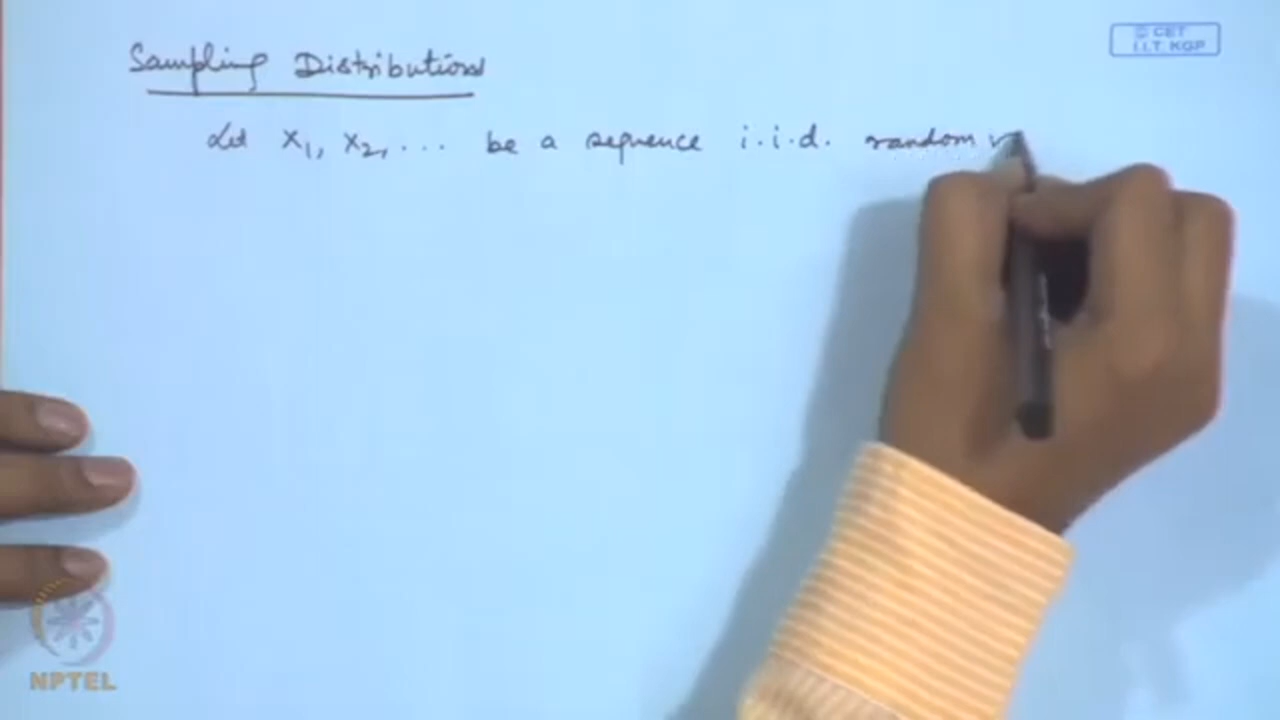 © CET
I.I.T. KGP
Sampling Distributions
Let X₁, X₂, ... be a sequence i.i.d. random
NPTEL